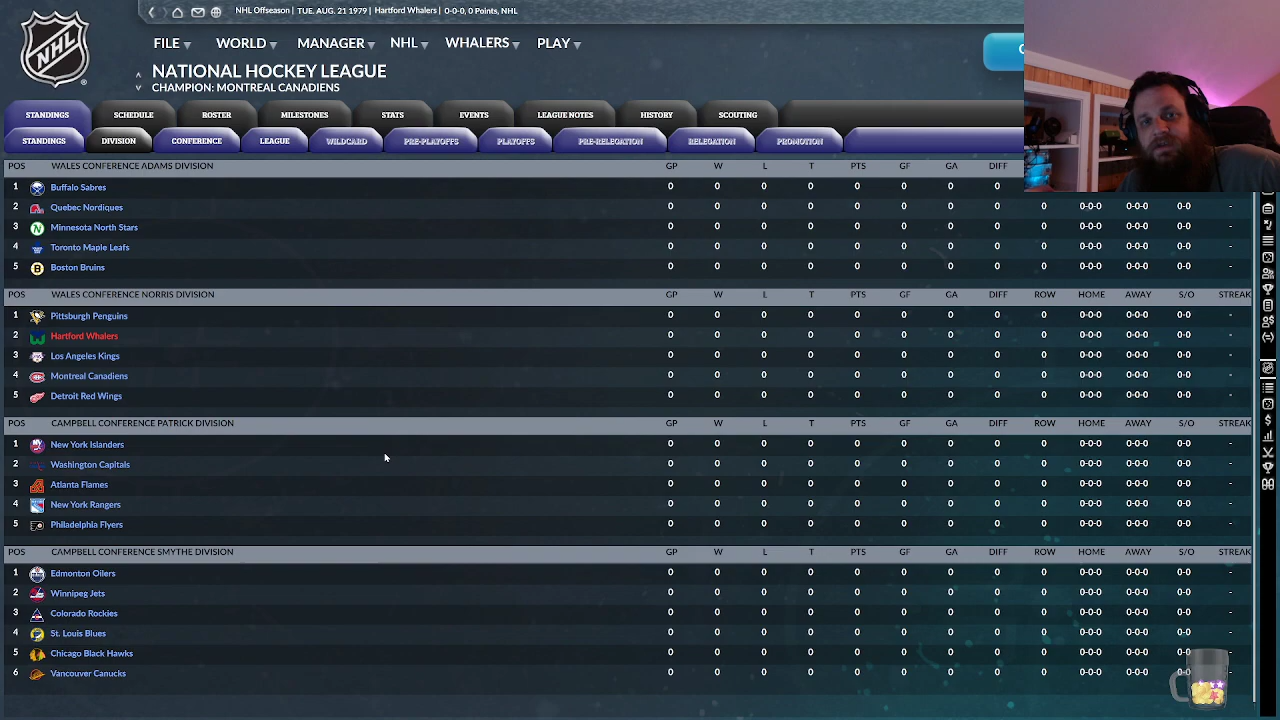 NHL Offseason | TUE. AUG. 21 1979 | Hartford Whalers | 0-0-0, 0 Points, NHL
FILE WORLD MANAGER NHL WHALERS PLAY
NHL
NATIONAL HOCKEY LEAGUE
CHAMPION: MONTREAL CANADIENS
STANDINGS SCHEDULE ROSTER MILESTONES STATS EVENTS LEAGUE NOTES HISTORY SCOUTING
STANDINGS DIVISION CONFERENCE LEAGUE WILDCARD PRE-PLAYOFFS PLAYOFFS PRE-RELEGATION RELEGATION PROMOTION
POS WALES CONFERENCE ADAMS DIVISION GP W L T PTS GF GA DIFF
1 Buffalo Sabres 0 0 0 0 0 0 0 0
2 Quebec Nordiques 0 0 0 0 0 0 0 0 0 0-0-0 0-0-0 0-0 -
3 Minnesota North Stars 0 0 0 0 0 0 0 0 0 0-0-0 0-0-0 0-0 -
4 Toronto Maple Leafs 0 0 0 0 0 0 0 0 0 0-0-0 0-0-0 0-0 -
5 Boston Bruins 0 0 0 0 0 0 0 0 0 0-0-0 0-0-0 0-0 -
POS WALES CONFERENCE NORRIS DIVISION GP W L T PTS GF GA DIFF ROW HOME AWAY S/O STREAK
1 Pittsburgh Penguins 0 0 0 0 0 0 0 0 0 0-0-0 0-0-0 0-0 -
2 Hartford Whalers 0 0 0 0 0 0 0 0 0 0-0-0 0-0-0 0-0 -
3 Los Angeles Kings 0 0 0 0 0 0 0 0 0 0-0-0 0-0-0 0-0 -
4 Montreal Canadiens 0 0 0 0 0 0 0 0 0 0-0-0 0-0-0 0-0 -
5 Detroit Red Wings 0 0 0 0 0 0 0 0 0 0-0-0 0-0-0 0-0 -
POS CAMPBELL CONFERENCE PATRICK DIVISION GP W L T PTS GF GA DIFF ROW HOME AWAY S/O STREAK
1 New York Islanders 0 0 0 0 0 0 0 0 0 0-0-0 0-0-0 0-0 -
2 Washington Capitals 0 0 0 0 0 0 0 0 0 0-0-0 0-0-0 0-0 -
3 Atlanta Flames 0 0 0 0 0 0 0 0 0 0-0-0 0-0-0 0-0 -
4 New York Rangers 0 0 0 0 0 0 0 0 0 0-0-0 0-0-0 0-0 -
5 Philadelphia Flyers 0 0 0 0 0 0 0 0 0 0-0-0 0-0-0 0-0 -
POS CAMPBELL CONFERENCE SMYTHE DIVISION GP W L T PTS GF GA DIFF ROW HOME AWAY S/O STREAK
1 Edmonton Oilers 0 0 0 0 0 0 0 0 0 0-0-0 0-0-0 0-0 -
2 Winnipeg Jets 0 0 0 0 0 0 0 0 0 0-0-0 0-0-0 0-0 -
3 Colorado Rockies 0 0 0 0 0 0 0 0 0 0-0-0 0-0-0 0-0 -
4 St. Louis Blues 0 0 0 0 0 0 0 0 0 0-0-0 0-0-0 0-0 -
5 Chicago Black Hawks 0 0 0 0 0 0 0 0 0 0-0-0 0-0-0 0-0 -
6 Vancouver Canucks 0 0 0 0 0 0 0 0 0 0-0-0 0-0-0 0-0 -